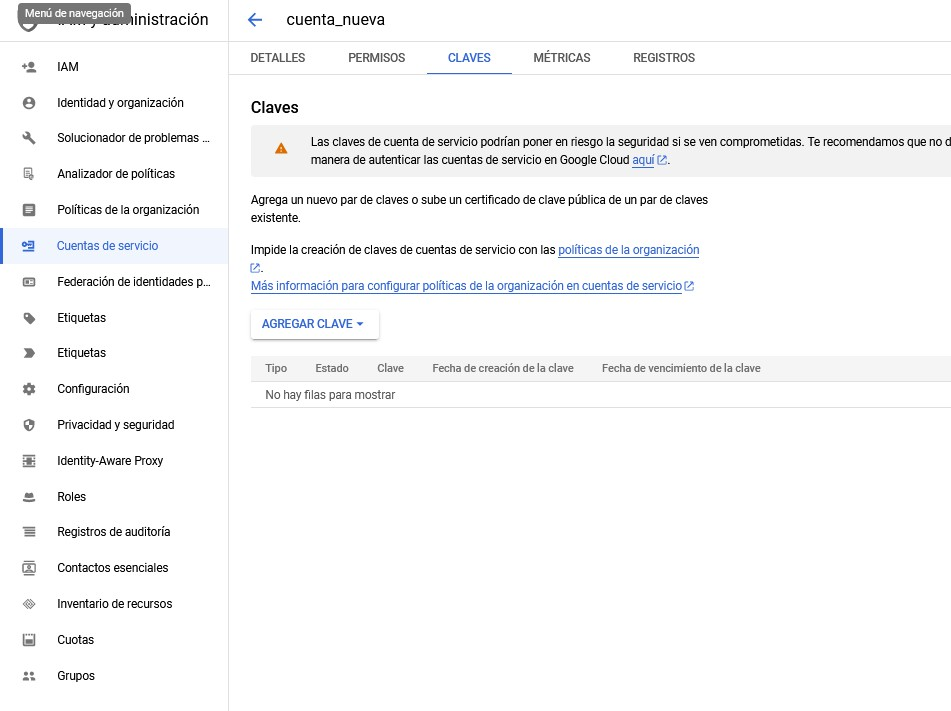 Menú de navegación
IAM y administración
cuenta_nueva
DETALLES PERMISOS CLAVES MÉTRICAS REGISTROS
IAM
Identidad y organización
Solucionador de problemas ...
Analizador de políticas
Políticas de la organización
Cuentas de servicio
Federación de identidades p...
Etiquetas
Etiquetas
Configuración
Privacidad y seguridad
Identity-Aware Proxy
Roles
Registros de auditoría
Contactos esenciales
Inventario de recursos
Cuotas
Grupos
Claves
Las claves de cuenta de servicio podrían poner en riesgo la seguridad si se ven comprometidas. Te recomendamos que no d
manera de autenticar las cuentas de servicio en Google Cloud aquí.
Agrega un nuevo par de claves o sube un certificado de clave pública de un par de claves
existente.
Impide la creación de claves de cuentas de servicio con las políticas de la organización
.
Más información para configurar políticas de la organización en cuentas de servicio
AGREGAR CLAVE
Tipo Estado Clave Fecha de creación de la clave Fecha de vencimiento de la clave
No hay filas para mostrar